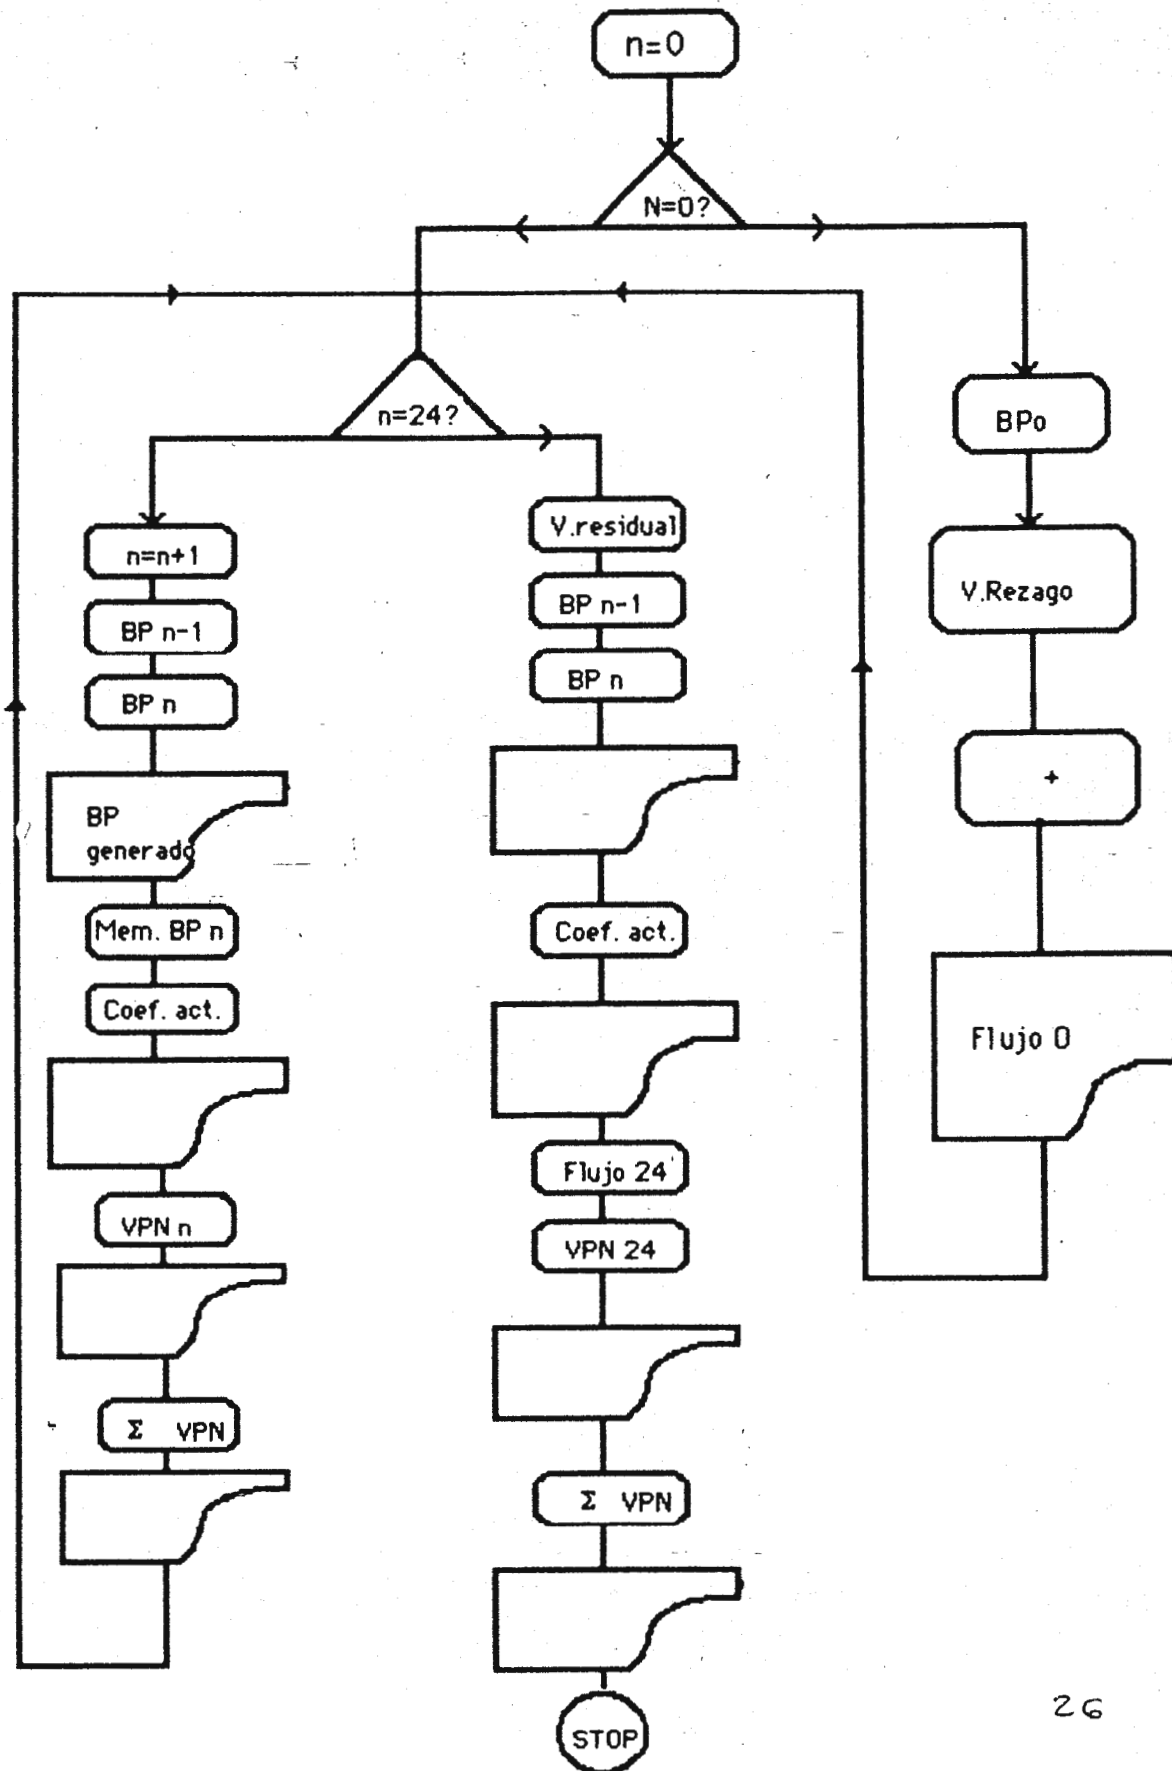 n=0
N=0?
n=24?
n=n+1
BP n-1
BP n
BP
generado
Mem. BP n
Coef. act.
VPN n
Σ VPN
V.residual
BP n-1
BP n
Coef. act.
Flujo 24
VPN 24
Σ VPN
STOP
BPo
V.Rezago
+
Flujo 0
26